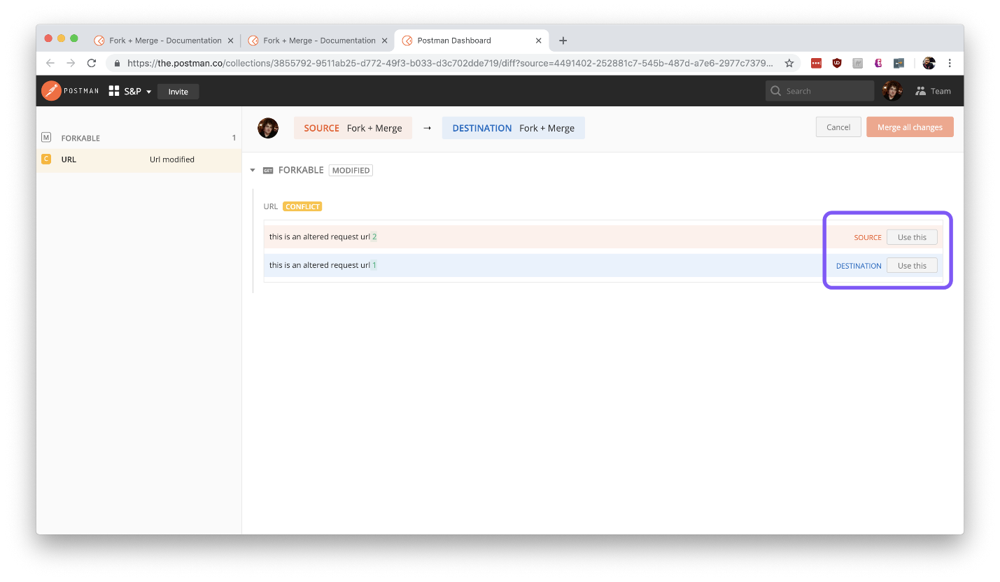 Fork + Merge - Documentation
Fork + Merge - Documentation
Postman Dashboard
https://the.postman.co/collections/3855792-9511ab25-d772-49f3-b033-d3c702dde719/diff?source=4491402-252881c7-545b-487d-a7e6-2977c7379...
POSTMAN
S&P
Invite
Search
Team
M FORKABLE 1
C URL Url modified
SOURCE Fork + Merge → DESTINATION Fork + Merge
Cancel
Merge all changes
GET FORKABLE MODIFIED
URL CONFLICT
this is an altered request url 2
SOURCE Use this
this is an altered request url 1
DESTINATION Use this